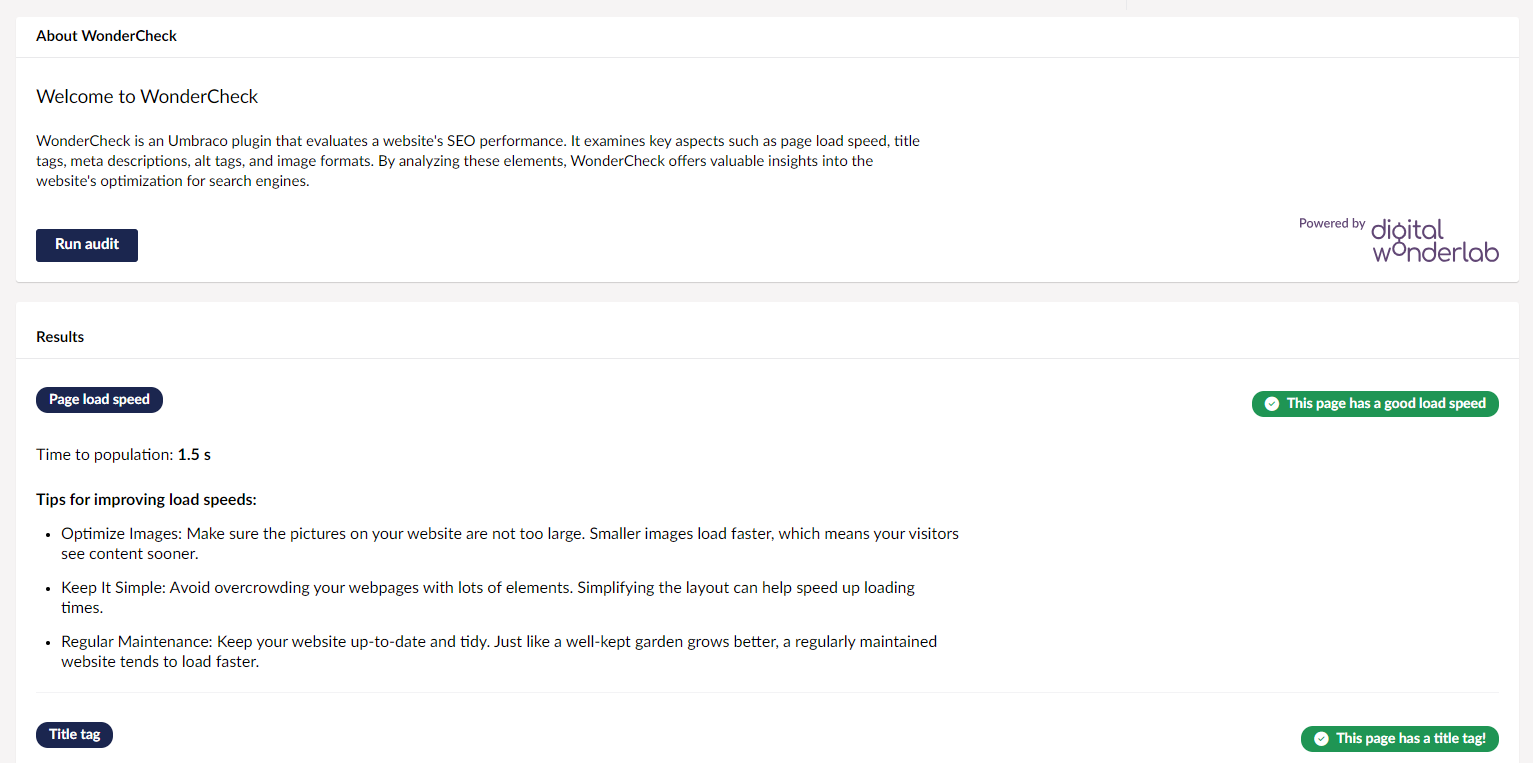 About WonderCheck
Welcome to WonderCheck
WonderCheck is an Umbraco plugin that evaluates a website's SEO performance. It examines key aspects such as page load speed, title
tags, meta descriptions, alt tags, and image formats. By analyzing these elements, WonderCheck offers valuable insights into the
website's optimization for search engines.
Run audit
Powered by
digital
wonderlab
Results
Page load speed
This page has a good load speed
Time to population: 1.5 s
Tips for improving load speeds:
• Optimize Images: Make sure the pictures on your website are not too large. Smaller images load faster, which means your visitors
see content sooner.
• Keep It Simple: Avoid overcrowding your webpages with lots of elements. Simplifying the layout can help speed up loading
times.
• Regular Maintenance: Keep your website up-to-date and tidy. Just like a well-kept garden grows better, a regularly maintained
website tends to load faster.
Title tag
This page has a title tag!